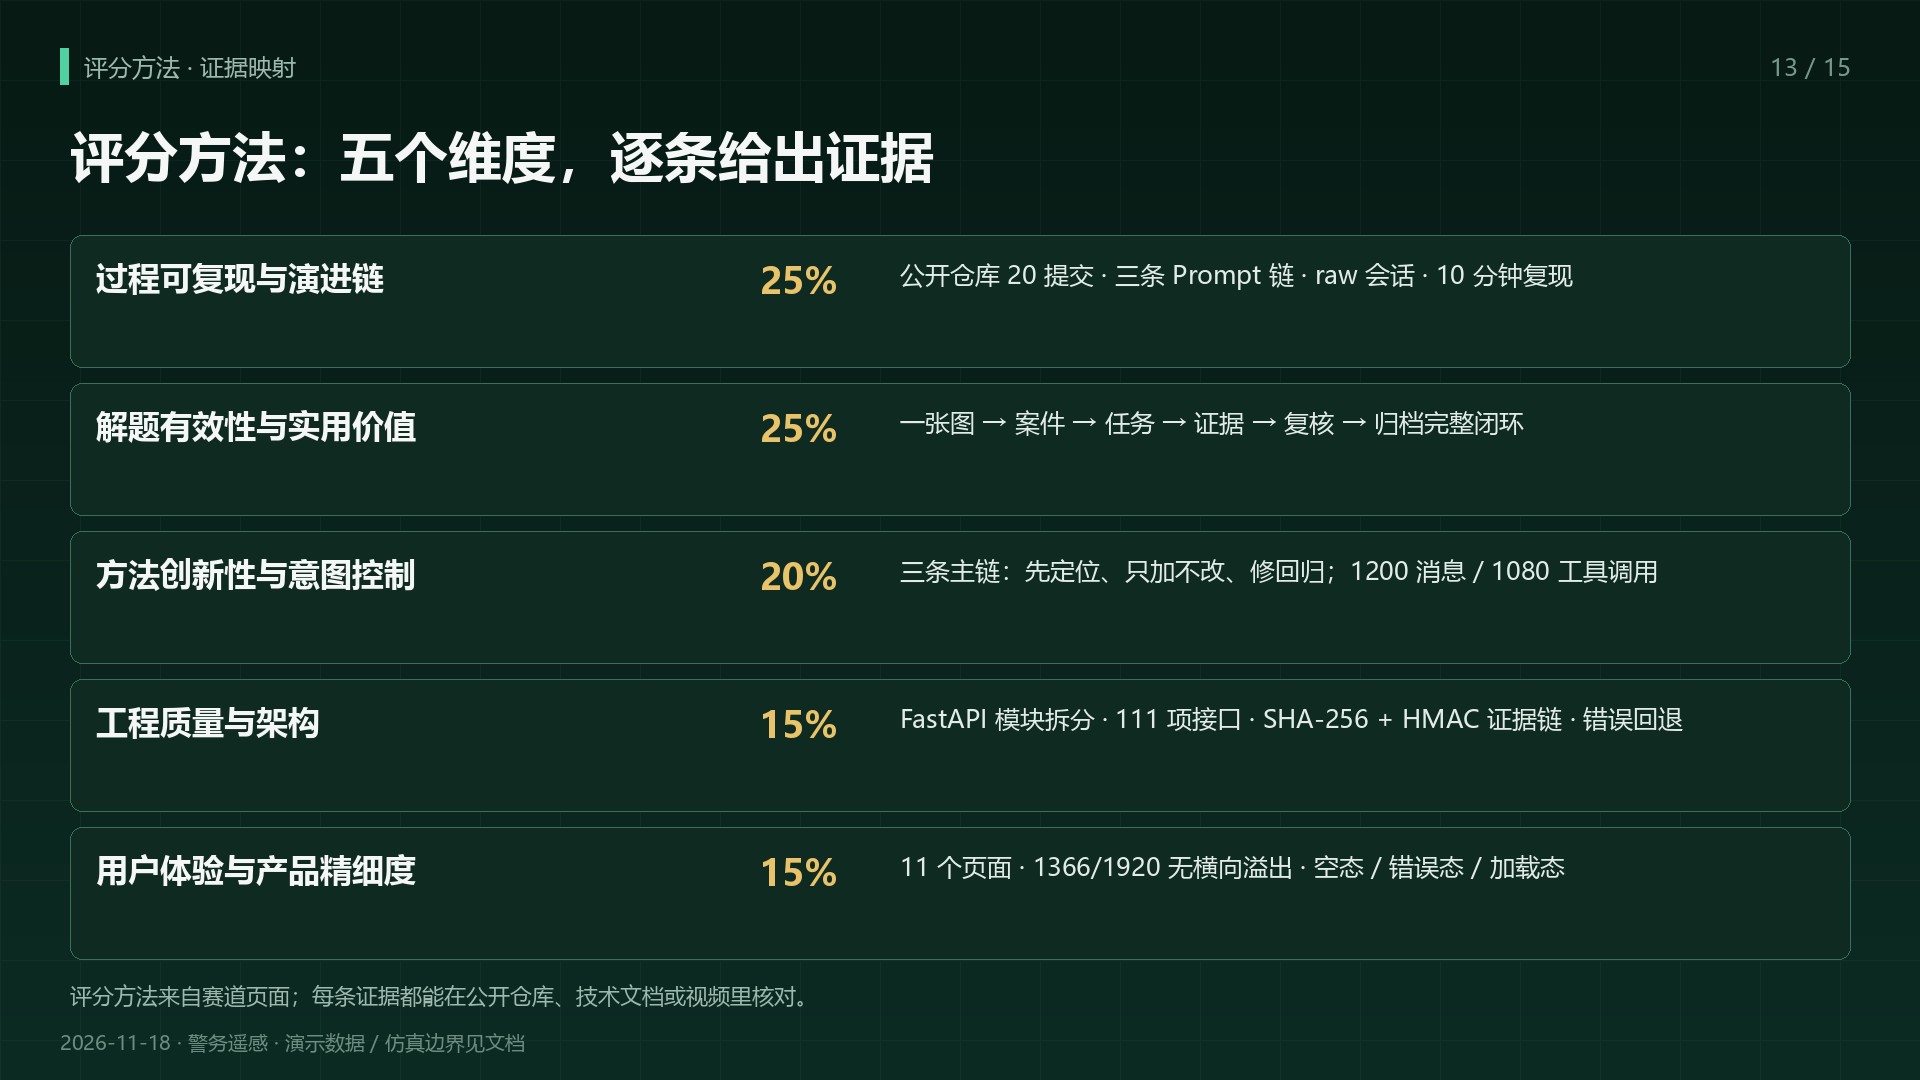 评分方法 · 证据映射
13 / 15
评分方法：五个维度，逐条给出证据
过程可复现与演进链
25%
公开仓库 20 提交 · 三条 Prompt 链 · raw 会话 · 10 分钟复现
解题有效性与实用价值
25%
一张图 → 案件 → 任务 → 证据 → 复核 → 归档完整闭环
方法创新性与意图控制
20%
三条主链：先定位、只加不改、修回归；1200 消息 / 1080 工具调用
工程质量与架构
15%
FastAPI 模块拆分 · 111 项接口 · SHA-256 + HMAC 证据链 · 错误回退
用户体验与产品精细度
15%
11 个页面 · 1366/1920 无横向溢出 · 空态 / 错误态 / 加载态
评分方法来自赛道页面；每条证据都能在公开仓库、技术文档或视频里核对。
2026-11-18 · 警务遥感 · 演示数据 / 仿真边界见文档